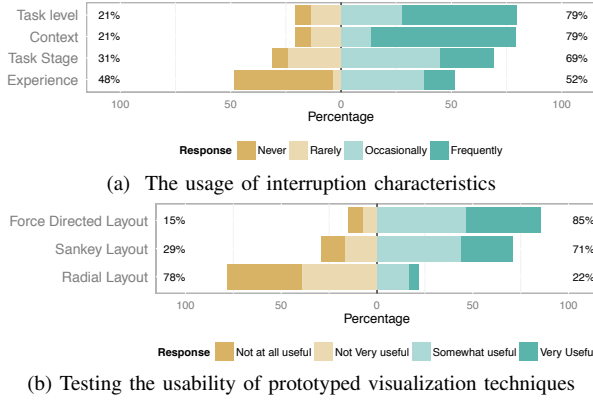 Task level 21% 79%
Context 21% 79%
Task Stage 31% 69%
Experience 48% 52%
100 50 0 50 100
Percentage
Response Never Rarely Occasionally Frequently
(a) The usage of interruption characteristics
Force Directed Layout 15% 85%
Sankey Layout 29% 71%
Radial Layout 78% 22%
100 50 0 50 100
Percentage
Response Not at all useful Not Very useful Somewhat useful Very Useful
(b) Testing the usability of prototyped visualization techniques